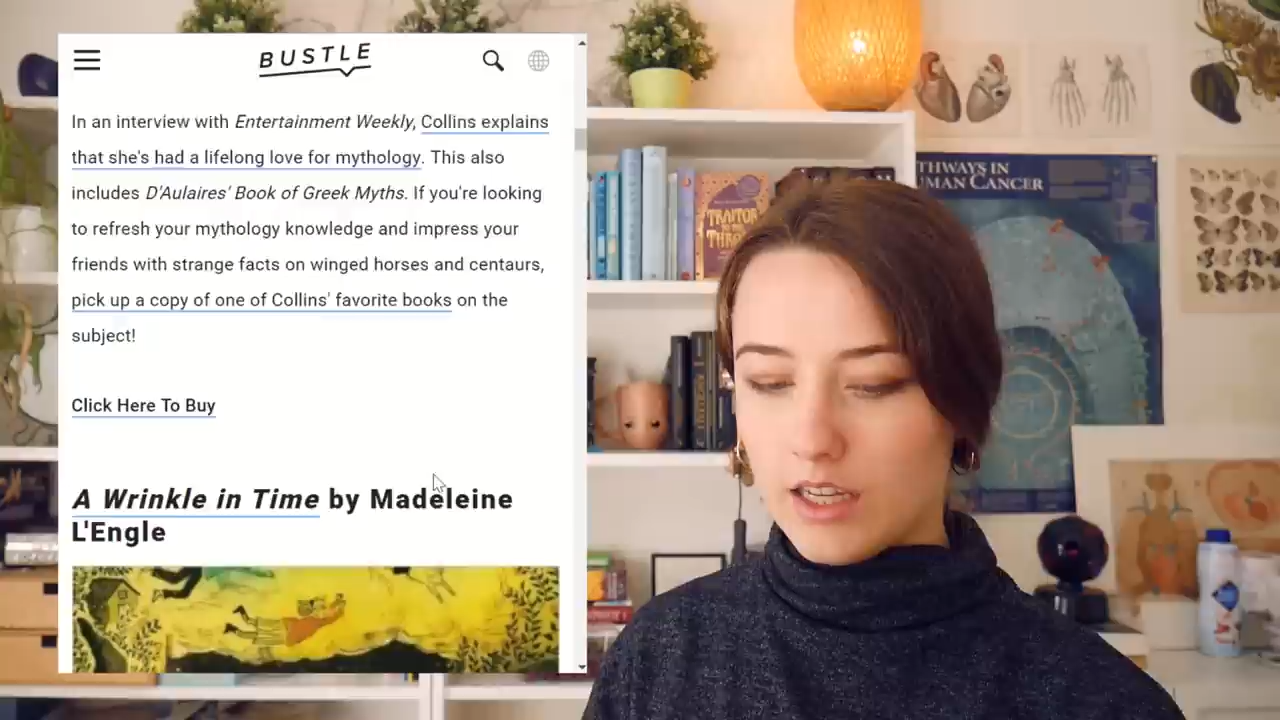 BUSTLE
In an interview with Entertainment Weekly, Collins explains
that she's had a lifelong love for mythology. This also
includes D'Aulaires' Book of Greek Myths. If you're looking
to refresh your mythology knowledge and impress your
friends with strange facts on winged horses and centaurs,
pick up a copy of one of Collins' favorite books on the
subject!
Click Here To Buy
A Wrinkle in Time by Madeleine
L'Engle
THWAYS IN
UMAN CANCER
TRAITOR